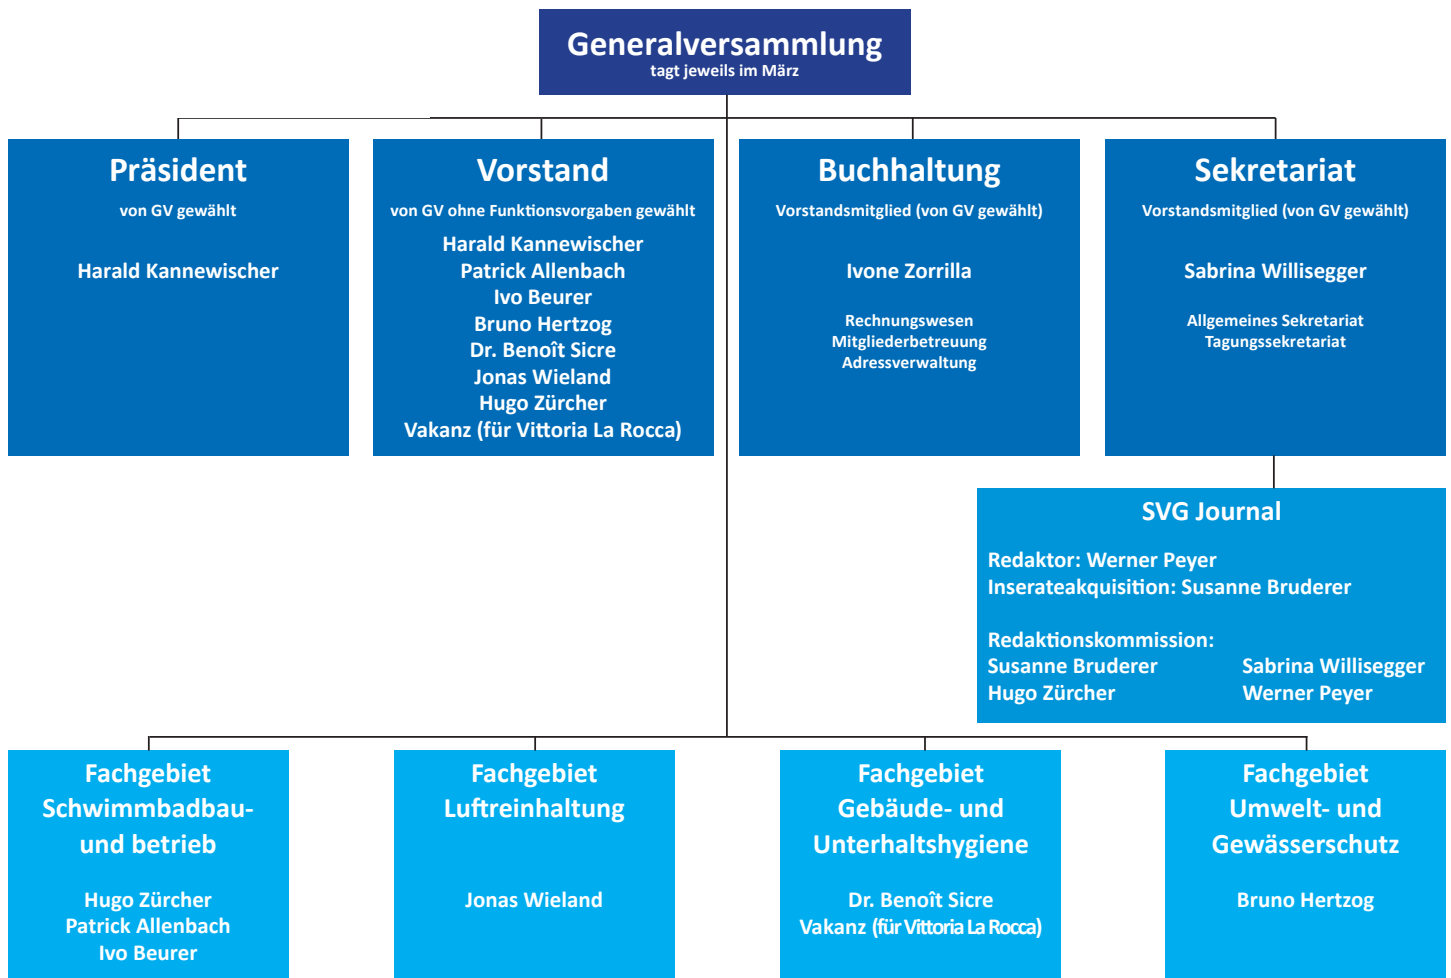 Generalversammlung
tagt jeweils im März
Präsident
von GV gewählt
Harald Kannewischer
Vorstand
von GV ohne Funktionsvorgaben gewählt
Harald Kannewischer
Patrick Allenbach
Ivo Beurer
Bruno Hertzog
Dr. Benoît Sicre
Jonas Wieland
Hugo Zürcher
Vakanz (für Vittoria La Rocca)
Buchhaltung
Vorstandsmitglied (von GV gewählt)
Ivone Zorrilla
Rechnungswesen
Mitgliederbetreuung
Adressverwaltung
Sekretariat
Vorstandsmitglied (von GV gewählt)
Sabrina Willisegger
Allgemeines Sekretariat
Tagungssekretariat
SVG Journal
Redaktor: Werner Peyer
Inserateakquisition: Susanne Bruderer
Redaktionskommission:
Susanne Bruderer Sabrina Willisegger
Hugo Zürcher Werner Peyer
Fachgebiet
Schwimmbadbau-
und betrieb
Hugo Zürcher
Patrick Allenbach
Ivo Beurer
Fachgebiet
Luftreinhaltung
Jonas Wieland
Fachgebiet
Gebäude- und
Unterhaltshygiene
Dr. Benoît Sicre
Vakanz (für Vittoria La Rocca)
Fachgebiet
Umwelt- und
Gewässerschutz
Bruno Hertzog